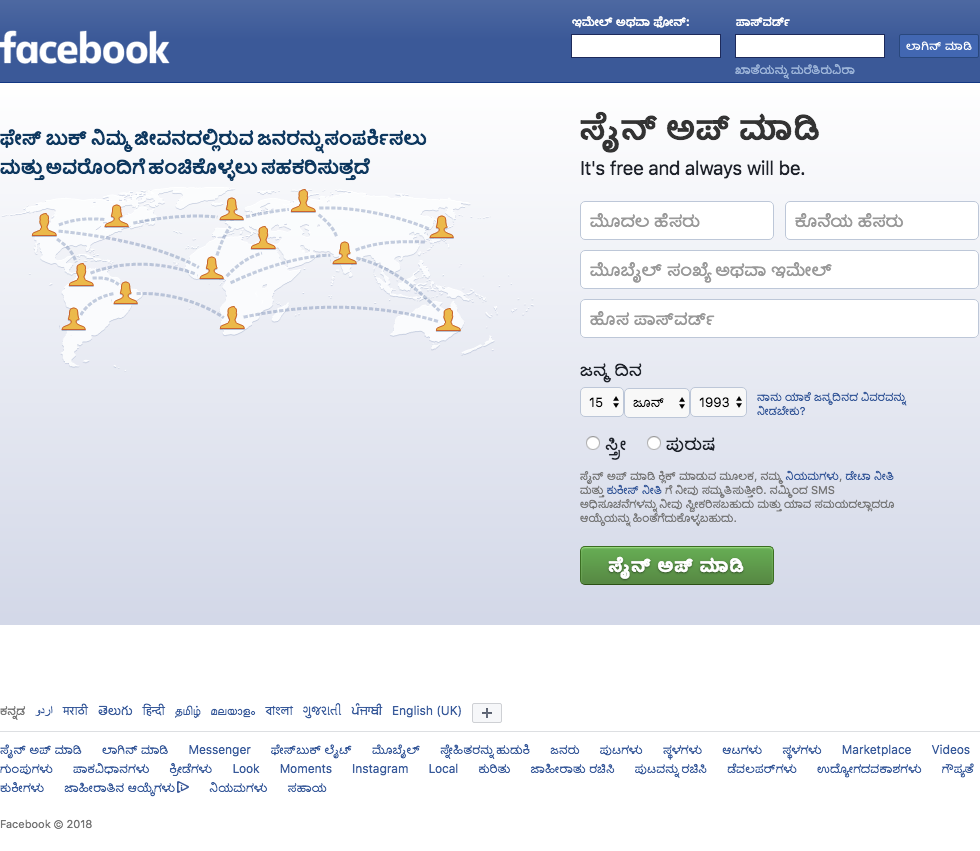 facebook
ಇಮೇಲ್ ಅಥವಾ ಫೋನ್: ಪಾಸ್‌ವರ್ಡ್
ಲಾಗಿನ್ ಮಾಡಿ
ಖಾತೆಯನ್ನು ಮರೆತಿರುವಿರಾ
ಫೇಸ್ ಬುಕ್ ನಿಮ್ಮ ಜೀವನದಲ್ಲಿರುವ ಜನರನ್ನು ಸಂಪರ್ಕಿಸಲು
ಮತ್ತು ಅವರೊಂದಿಗೆ ಹಂಚಿಕೊಳ್ಳಲು ಸಹಕರಿಸುತ್ತದೆ
ಸೈನ್ ಅಪ್ ಮಾಡಿ
It's free and always will be.
ಮೊದಲ ಹೆಸರು ಕೊನೆಯ ಹೆಸರು
ಮೊಬೈಲ್ ಸಂಖ್ಯೆ ಅಥವಾ ಇಮೇಲ್
ಹೊಸ ಪಾಸ್‌ವರ್ಡ್
ಜನ್ಮ ದಿನ
15 ಜೂನ್ 1993
ನಾನು ಯಾಕೆ ಜನ್ಮದಿನದ ವಿವರವನ್ನು
ನೀಡಬೇಕು?
ಸ್ತ್ರೀ ಪುರುಷ
ಸೈನ್ ಅಪ್ ಮಾಡಿ ಕ್ಲಿಕ್ ಮಾಡುವ ಮೂಲಕ, ನಮ್ಮ ನಿಯಮಗಳು, ಡೇಟಾ ನೀತಿ
ಮತ್ತು ಕುಕೀಸ್ ನೀತಿ ಗೆ ನೀವು ಸಮ್ಮತಿಸುತ್ತೀರಿ. ನಮ್ಮಿಂದ SMS
ಅಧಿಸೂಚನೆಗಳನ್ನು ನೀವು ಸ್ವೀಕರಿಸಬಹುದು ಮತ್ತು ಯಾವ ಸಮಯದಲ್ಲಾದರೂ
ಆಯ್ಕೆಯನ್ನು ಹಿಂತೆಗೆದುಕೊಳ್ಳಬಹುದು.
ಸೈನ್ ಅಪ್ ಮಾಡಿ
ಕನ್ನಡ اردو मराठी తెలుగు हिन्दी தமிழ் മലയാളം বাংলা ગુજરાતી ਪੰਜਾਬੀ English (UK)
ಸೈನ್ ಅಪ್ ಮಾಡಿ ಲಾಗಿನ್ ಮಾಡಿ Messenger ಫೇಸ್‌ಬುಕ್ ಲೈಟ್ ಮೊಬೈಲ್ ಸ್ನೇಹಿತರನ್ನು ಹುಡುಕಿ ಜನರು ಪುಟಗಳು ಸ್ಥಳಗಳು ಆಟಗಳು ಸ್ಥಳಗಳು Marketplace Videos
ಗುಂಪುಗಳು ಪಾಕವಿಧಾನಗಳು ಕ್ರೀಡೆಗಳು Look Moments Instagram Local ಕುರಿತು ಜಾಹೀರಾತು ರಚಿಸಿ ಪುಟವನ್ನು ರಚಿಸಿ ಡೆವಲಪರ್‌ಗಳು ಉದ್ಯೋಗದವಕಾಶಗಳು ಗೌಪ್ಯತೆ
ಕುಕೀಗಳು ಜಾಹೀರಾತಿನ ಆಯ್ಕೆಗಳು ನಿಯಮಗಳು ಸಹಾಯ
Facebook © 2018